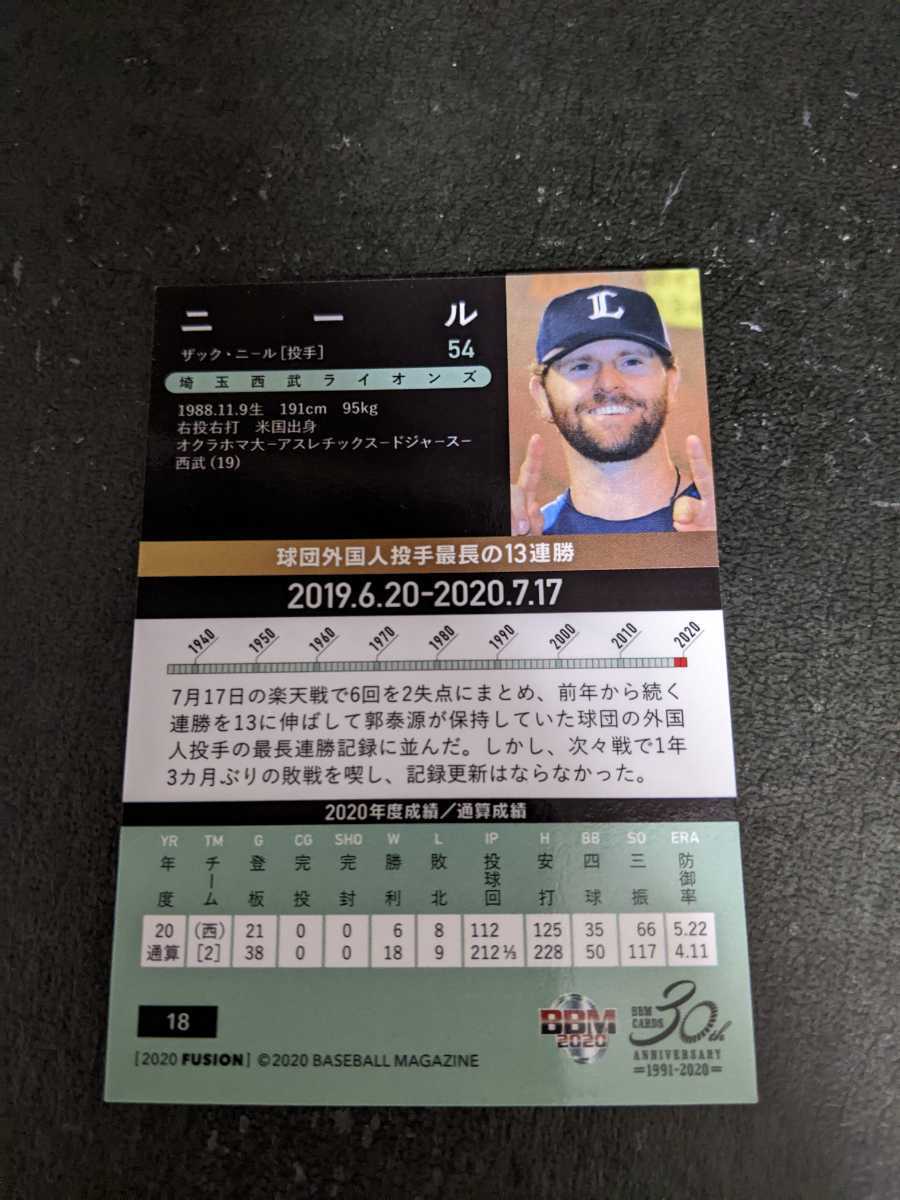 ニール
ザック・ニール[投手] 54
埼玉西武ライオンズ
1988.11.9生 191cm 95kg
右投右打 米国出身
オクラホマ大−アスレチックス−ドジャース−
西武(19)
L
球団外国人投手最長の13連勝
2019.6.20-2020.7.17
1940 1950 1960 1970 1980 1990 2000 2010 2020
7月17日の楽天戦で6回を2失点にまとめ、前年から続く
連勝を13に伸ばして郭泰源が保持していた球団の外国
人投手の最長連勝記録に並んだ。しかし、次々戦で1年
3カ月ぶりの敗戦を喫し、記録更新はならなかった。
2020年度成績／通算成績
YR TM G CG SHO W L IP H BB SO ERA
年度 チーム 登板 完投 完封 勝利 敗北 投球回 安打 四球 三振 防御率
20 (西) 21 0 0 6 8 112 125 35 66 5.22
通算 [2] 38 0 0 18 9 212 1/3 228 50 117 4.11
18
BBM
2020
BBM
CARDS
30th
ANNIVERSARY
=1991-2020=
[2020 FUSION] ©2020 BASEBALL MAGAZINE